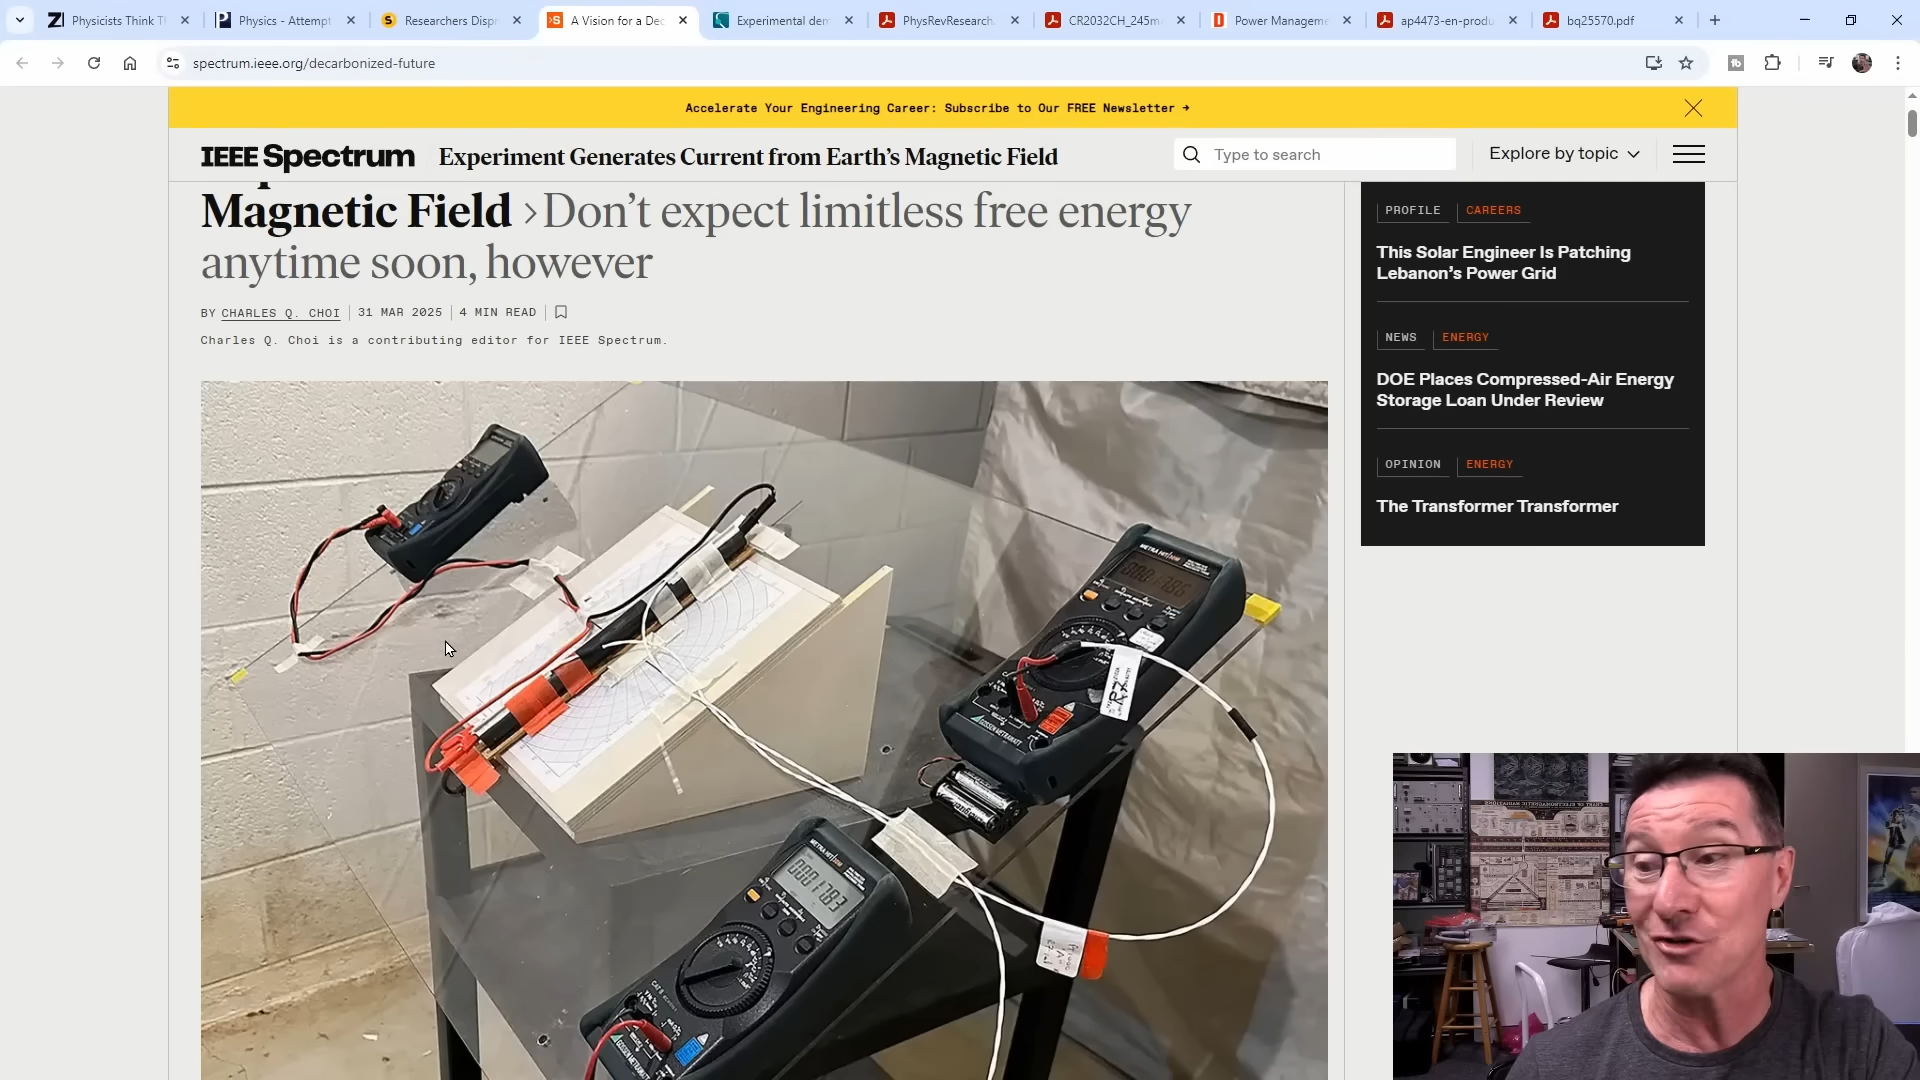 Physicists Think T
Physics - Attempt
Researchers Disp
A Vision for a Dec
Experimental dem
PhysRevResearch.
CR2032CH_245m
Power Manageme
ap4473-en-produ
bq25570.pdf
spectrum.ieee.org/decarbonized-future
Accelerate Your Engineering Career: Subscribe to Our FREE Newsletter →
IEEE Spectrum
Experiment Generates Current from Earth’s Magnetic Field
Type to search
Explore by topic
Magnetic Field > Don’t expect limitless free energy
anytime soon, however
BY CHARLES Q. CHOI | 31 MAR 2025 | 4 MIN READ
Charles Q. Choi is a contributing editor for IEEE Spectrum.
PROFILE CAREERS
This Solar Engineer Is Patching
Lebanon’s Power Grid
NEWS ENERGY
DOE Places Compressed-Air Energy
Storage Loan Under Review
OPINION ENERGY
The Transformer Transformer
GOSSEN METRAWATT